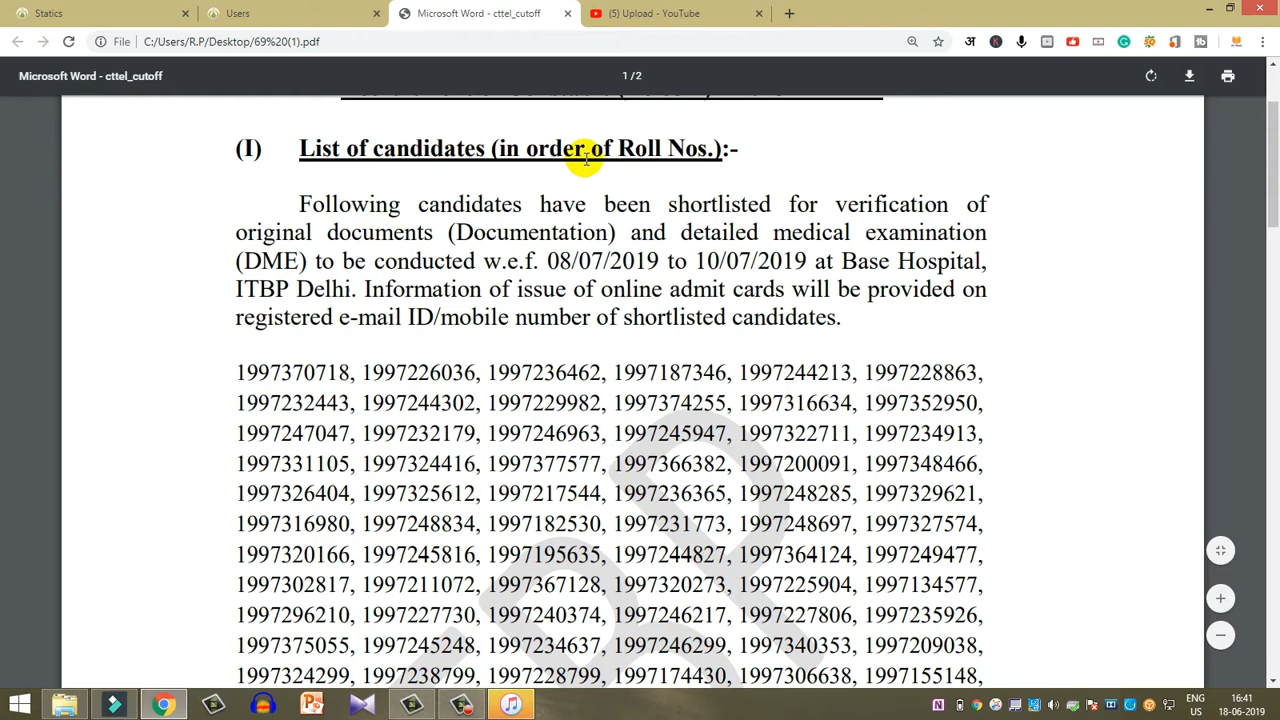 Statics
Users
Microsoft Word - cttel_cutoff
(5) Upload - YouTube
File C:/Users/R.P/Desktop/69%20(1).pdf
अ
Microsoft Word - cttel_cutoff
1 / 2
(I) List of candidates (in order of Roll Nos.):-
Following candidates have been shortlisted for verification of
original documents (Documentation) and detailed medical examination
(DME) to be conducted w.e.f. 08/07/2019 to 10/07/2019 at Base Hospital,
ITBP Delhi. Information of issue of online admit cards will be provided on
registered e-mail ID/mobile number of shortlisted candidates.
1997370718, 1997226036, 1997236462, 1997187346, 1997244213, 1997228863,
1997232443, 1997244302, 1997229982, 1997374255, 1997316634, 1997352950,
1997247047, 1997232179, 1997246963, 1997245947, 1997322711, 1997234913,
1997331105, 1997324416, 1997377577, 1997366382, 1997200091, 1997348466,
1997326404, 1997325612, 1997217544, 1997236365, 1997248285, 1997329621,
1997316980, 1997248834, 1997182530, 1997231773, 1997248697, 1997327574,
1997320166, 1997245816, 1997195635, 1997244827, 1997364124, 1997249477,
1997302817, 1997211072, 1997367128, 1997320273, 1997225904, 1997134577,
1997296210, 1997227730, 1997240374, 1997246217, 1997227806, 1997235926,
1997375055, 1997245248, 1997234637, 1997246299, 1997340353, 1997209038,
1997324299, 1997238799, 1997228799, 1997174430, 1997306638, 1997155148,
ENG
US
16:41
18-06-2019